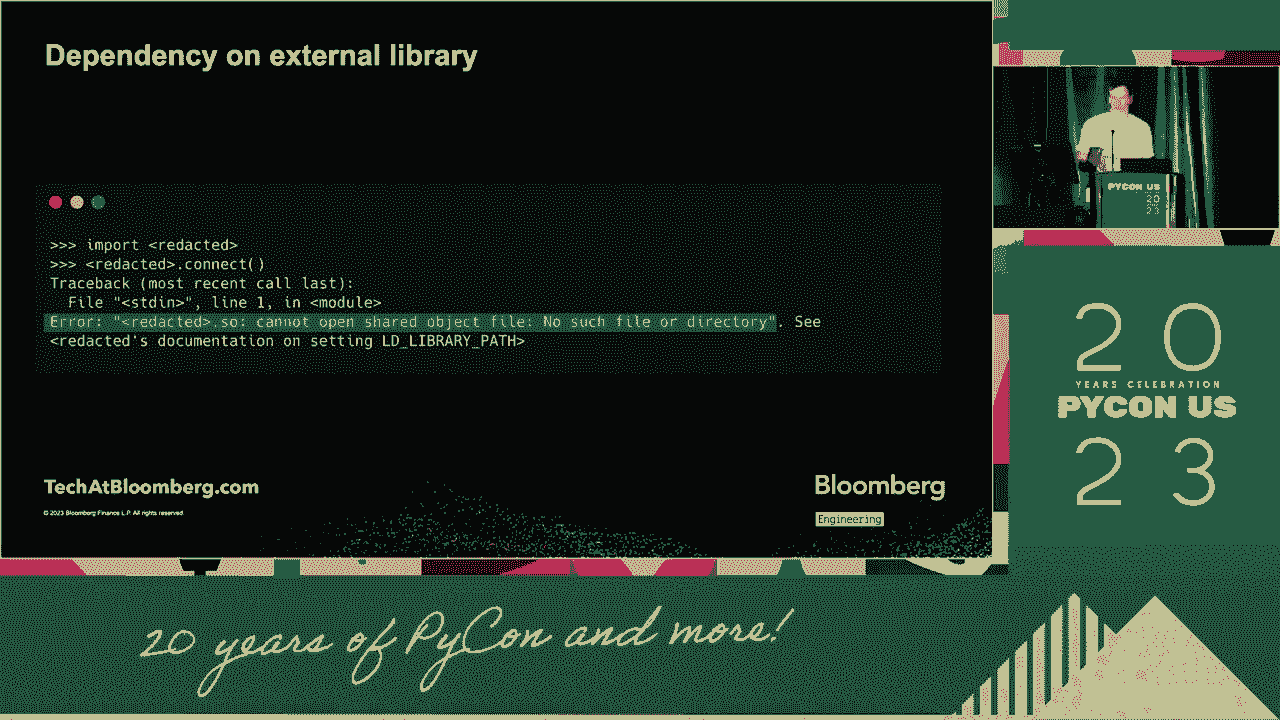 Dependency on external library
>>> import <redacted>
>>> <redacted>.connect()
Traceback (most recent call last):
  File "<stdin>", line 1, in <module>
Error: "<redacted>.so: cannot open shared object file: No such file or directory". See
<redacted's documentation on setting LD_LIBRARY_PATH>
TechAtBloomberg.com
© 2023 Bloomberg Finance L.P. All rights reserved.
Bloomberg
Engineering
PYCON US
20
23
20
YEARS CELEBRATION
PYCON US
23
20 years of PyCon and more!